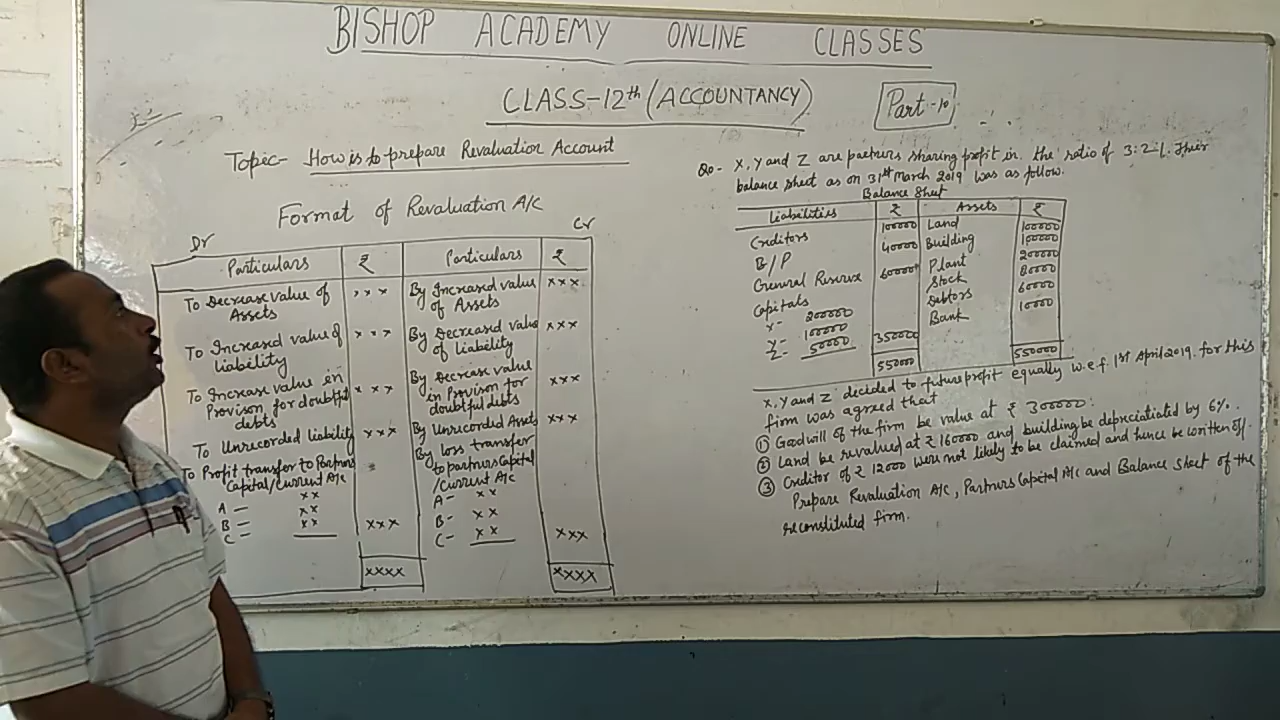 BISHOP ACADEMY ONLINE CLASSES
CLASS-12th (ACCOUNTANCY)
Part-10
Topic- How is to prepare Revaluation Account
Format of Revaluation A/C
Dr Cr
Particulars ₹ Particulars ₹
To Decrease value of Assets xxx By Increased value of Assets xxx
To Increased value of liability xxx By Decreased value of Liability xxx
To Increase value in Provison for doubtful debts xxx By Decrease value in Provison for doubtful debts xxx
To Unrecorded liability xxx By Unrecorded Assets xxx
To Profit transfer to Partners Capital/Current A/c By loss transfer to partners Capital/Current A/c
A- xx A- xx
B- xx B- xx
C- xx xxx C- xx xxx
xxxx xxxx
Qo- X, Y and Z are partners sharing profit in the ratio of 3:2:1. Their
balance sheet as on 31st March 2019 was as follow.
Balance Sheet
Liabilities ₹ Assets ₹
Creditors 100000 Land 100000
B/P 40000 Building 100000
General Reserve 60000 Plant 200000
Capitals Stock 80000
X- 200000 Debtors 60000
Y- 100000 Bank 10000
Z- 50000 350000
550000 550000
X, Y and Z decided to future profit equally w.e.f. 1st April 2019. for this
firm was agreed that
① Goodwill of the firm be value at ₹ 300000.
② Land be revalued at ₹ 160000 and building be depreciatiated by 6%.
③ Creditor of ₹ 12000 were not likely to be claimed and hence be written off.
Prepare Revaluation A/C, Partners Capital A/C and Balance Sheet of the
reconstituted firm.